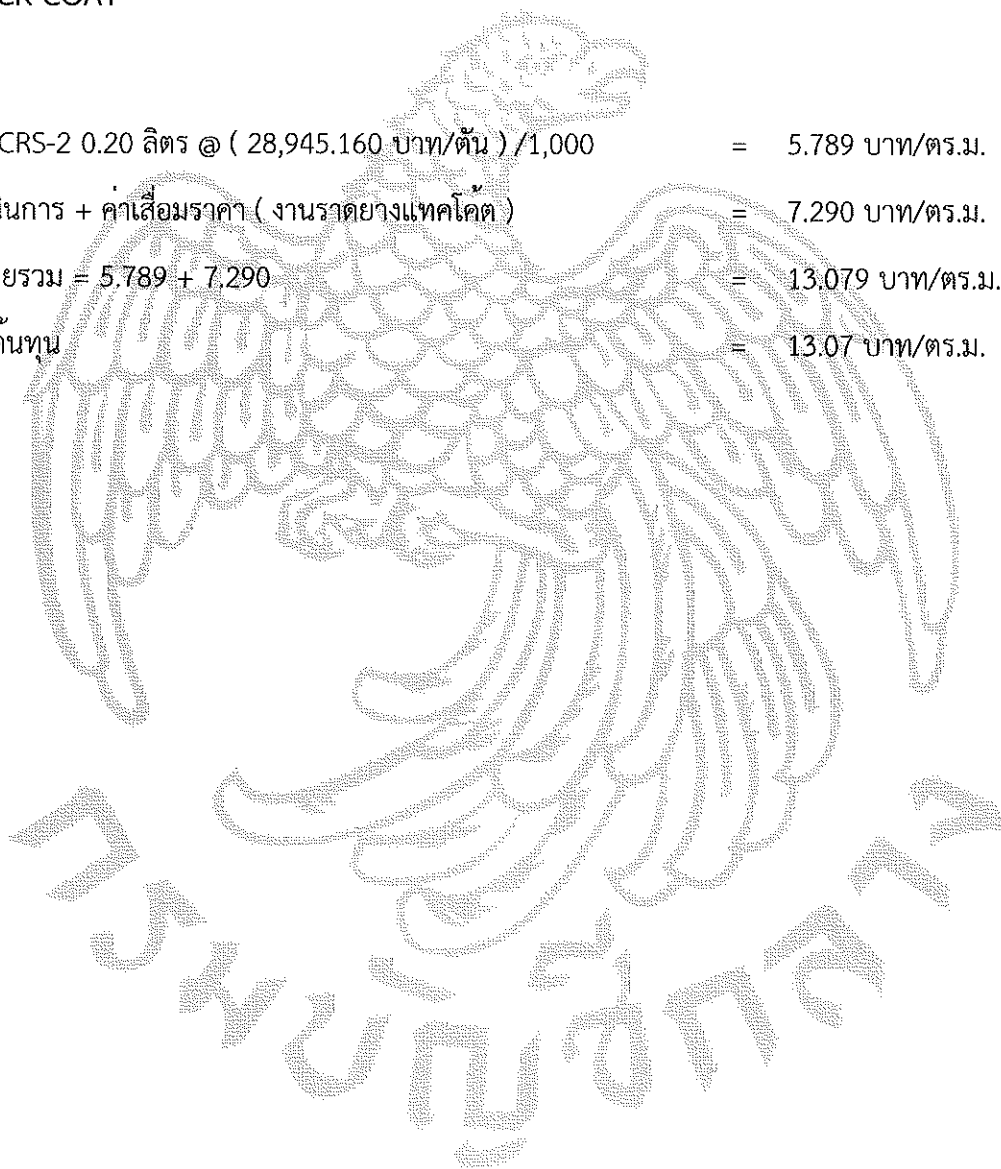 CK COAT
CRS-2 0.20 ลิตร @ ( 28,945.160 บาท/ตัน ) /1,000 = 5.789 บาท/ตร.ม.
นินการ + ค่าเสื่อมราคา ( งานราดยางแทคโค้ต ) = 7.290 บาท/ตร.ม.
ยรวม = 5.789 + 7.290 = 13.079 บาท/ตร.ม.
ต้นทุน = 13.07 บาท/ตร.ม.